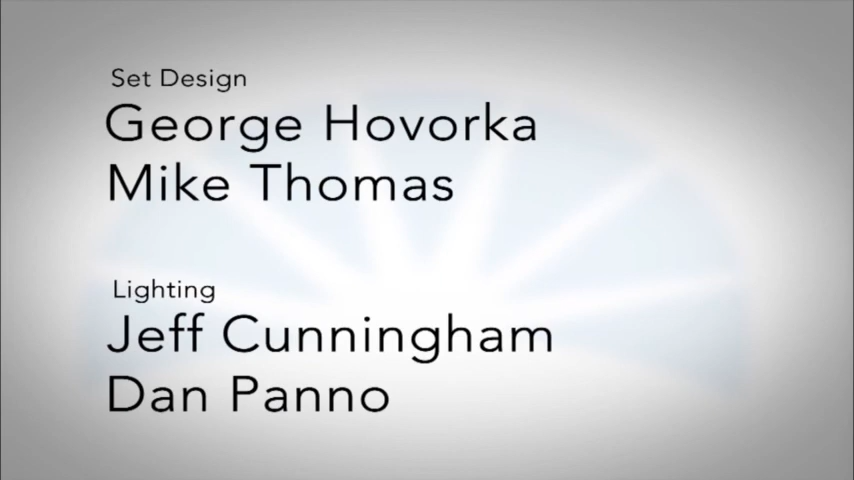 Set Design
George Hovorka
Mike Thomas
Lighting
Jeff Cunningham
Dan Panno